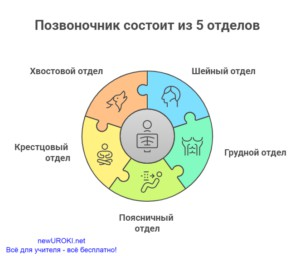 Позвоночник состоит из 5 отделов
Хвостовой отдел
Шейный отдел
Крестцовый
отдел
Грудной отдел
Поясничный
отдел
newUROKI.net
Всё для учителя - всё бесплатно!